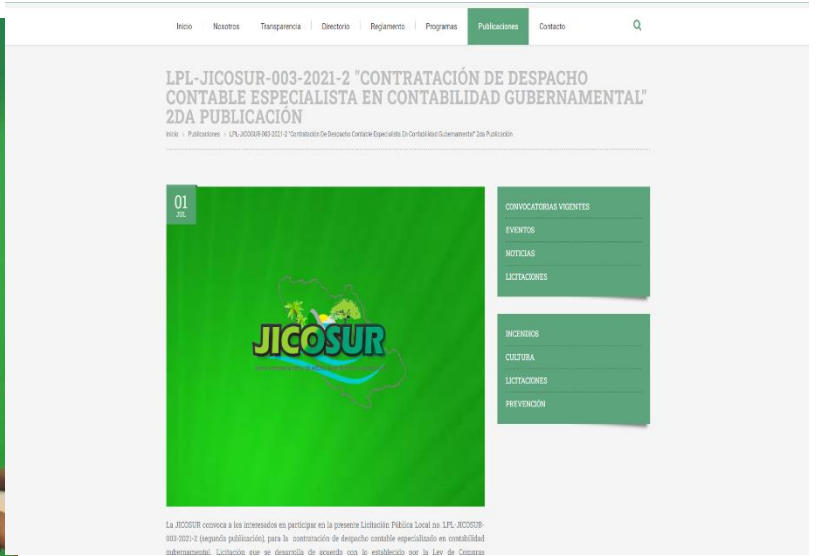 Inicio Nosotros Transparencia Directorio Reglamento Programas Publicaciones Contacto
LPL-JICOSUR-003-2021-2 "CONTRATACIÓN DE DESPACHO
CONTABLE ESPECIALISTA EN CONTABILIDAD GUBERNAMENTAL"
2DA PUBLICACIÓN
Inicio > Publicaciones > LPL-JICOSUR-003-2021-2 "Contratación De Despacho Contable Especialista En Contabilidad Gubernamental" 2da Publicación
01
JUL
JICOSUR
CONVOCATORIAS VIGENTES
EVENTOS
NOTICIAS
LICITACIONES
INCENDIOS
CULTURA
LICITACIONES
PREVENCIÓN
La JICOSUR convoca a los interesados en participar en la presente Licitación Pública Local no. LPL-JICOSUR-
003-2021-2 (segunda publicación), para la contratación de despacho contable especializado en contabilidad
gubernamental. Licitación que se desarolla de acuerdo con lo establecido por la Ley de Compras